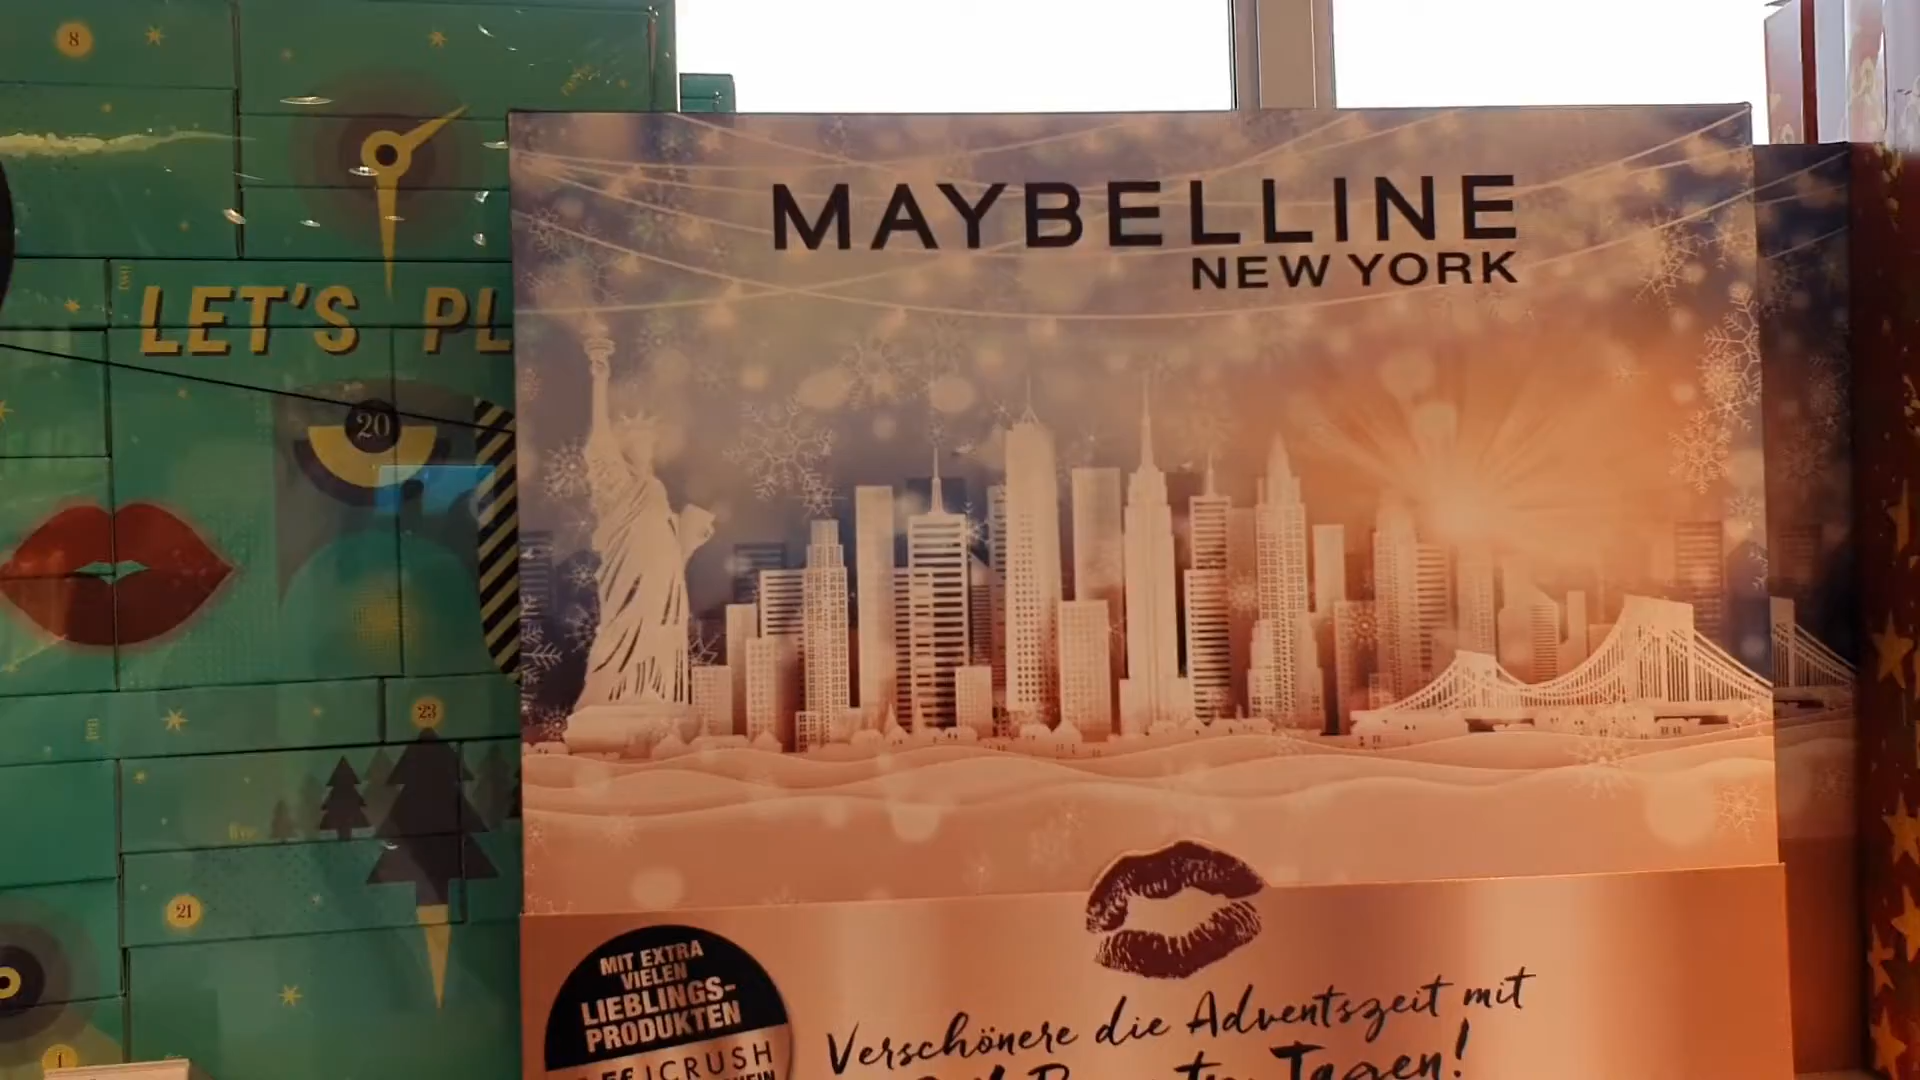 8
LET'S PL
20
23
21
1
MAYBELLINE
NEW YORK
MIT EXTRA
VIELEN
LIEBLINGS-
PRODUKTEN
Verschönere die Adventszeit mit
Tagen!